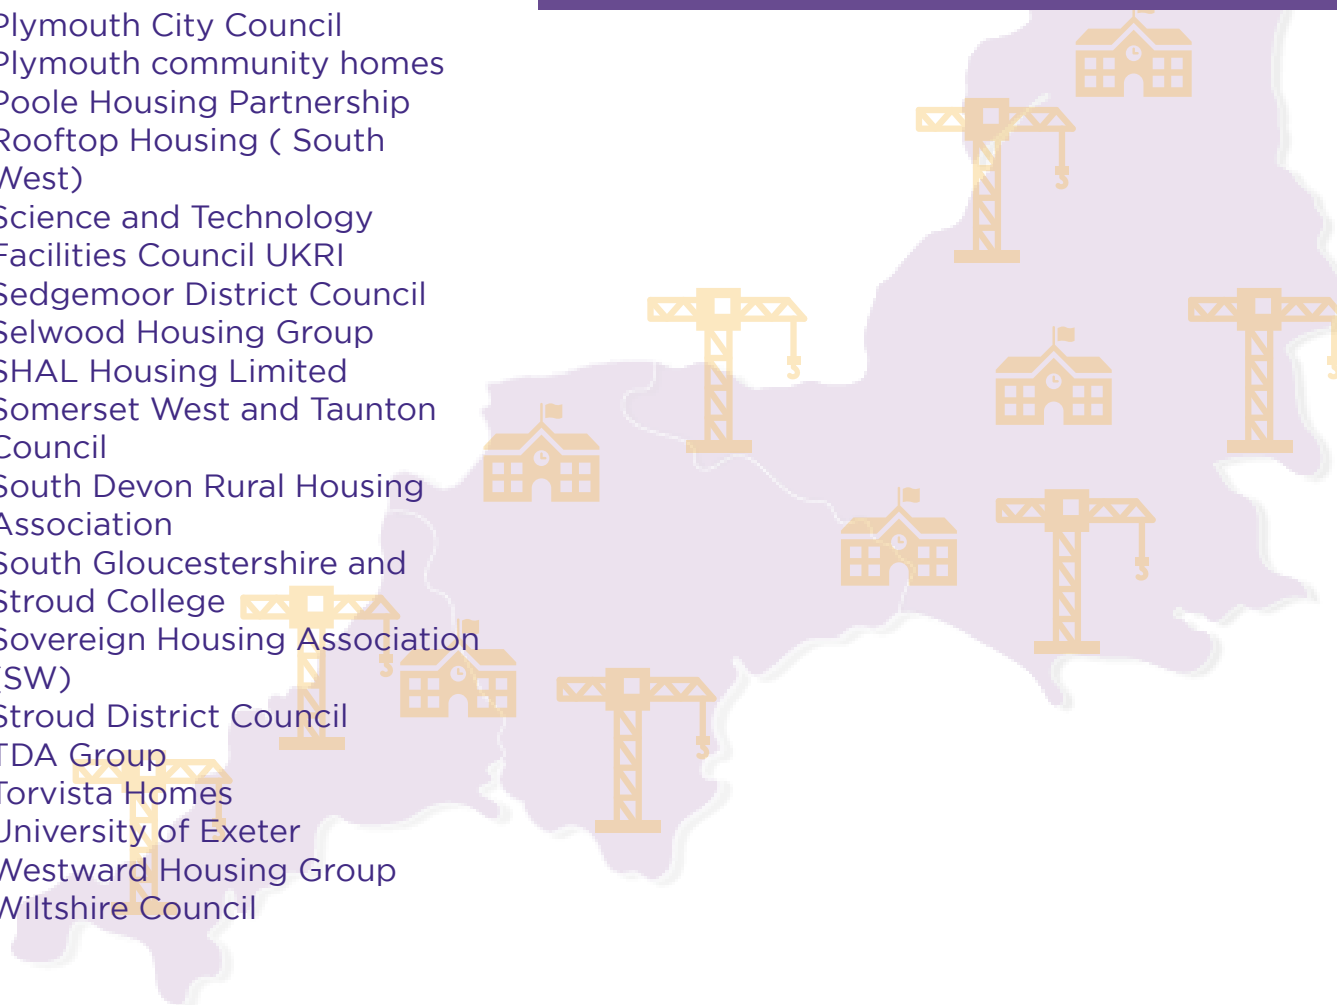 Plymouth City Council
Plymouth community homes
Poole Housing Partnership
Rooftop Housing ( South
West)
Science and Technology
Facilities Council UKRI
Sedgemoor District Council
Selwood Housing Group
SHAL Housing Limited
Somerset West and Taunton
Council
South Devon Rural Housing
Association
South Gloucestershire and
Stroud College
Sovereign Housing Association
(SW)
Stroud District Council
TDA Group
Torvista Homes
University of Exeter
Westward Housing Group
Wiltshire Council